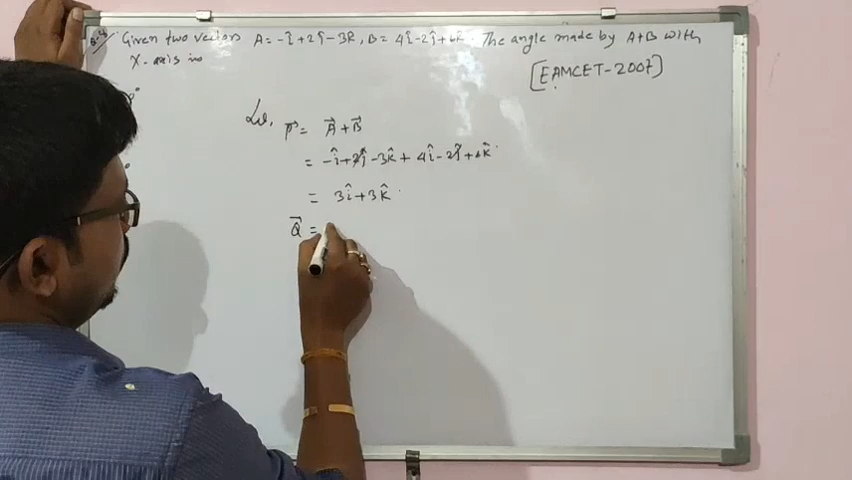 Given two vectors A = -î + 2ĵ - 3k̂, B = 4î - 2ĵ + 6k̂. The angle made by A+B with
X-axis is
[EAMCET-2007]
Let, P⃗ = A⃗ + B⃗
= -î + 2ĵ - 3k̂ + 4î - 2ĵ + 6k̂
= 3î + 3k̂
Q⃗ =